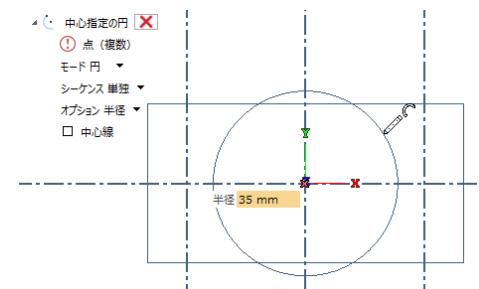 中心指定の円
点（複数）
モード 円
シーケンス 単独
オプション 半径
中心線
Y
X
半径 35 mm